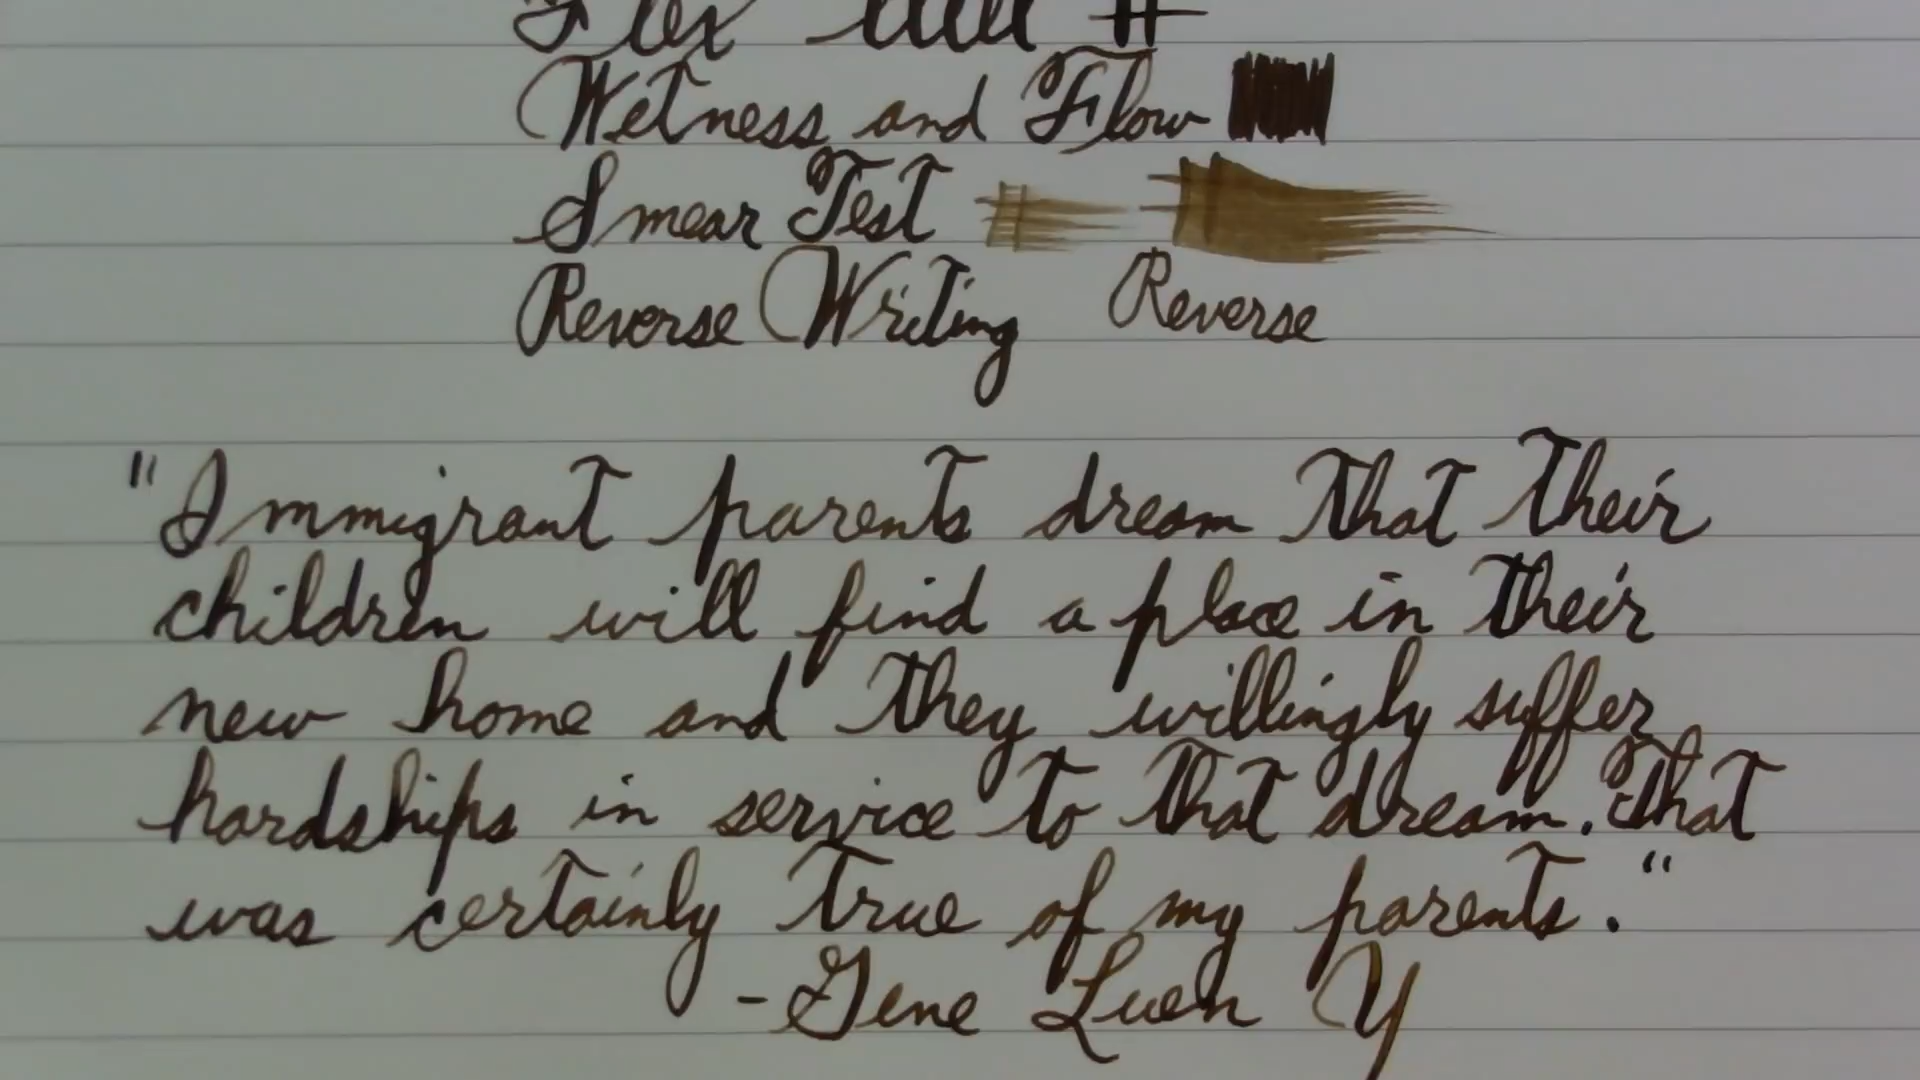 Flex
Wetness and Flow
Smear Test
Reverse Writing Reverse
"Immigrant parents dream that their
children will find a place in their
new home and they willingly suffer
hardships in service to that dream. That
was certainly true of my parents."
-Gene Luen Y